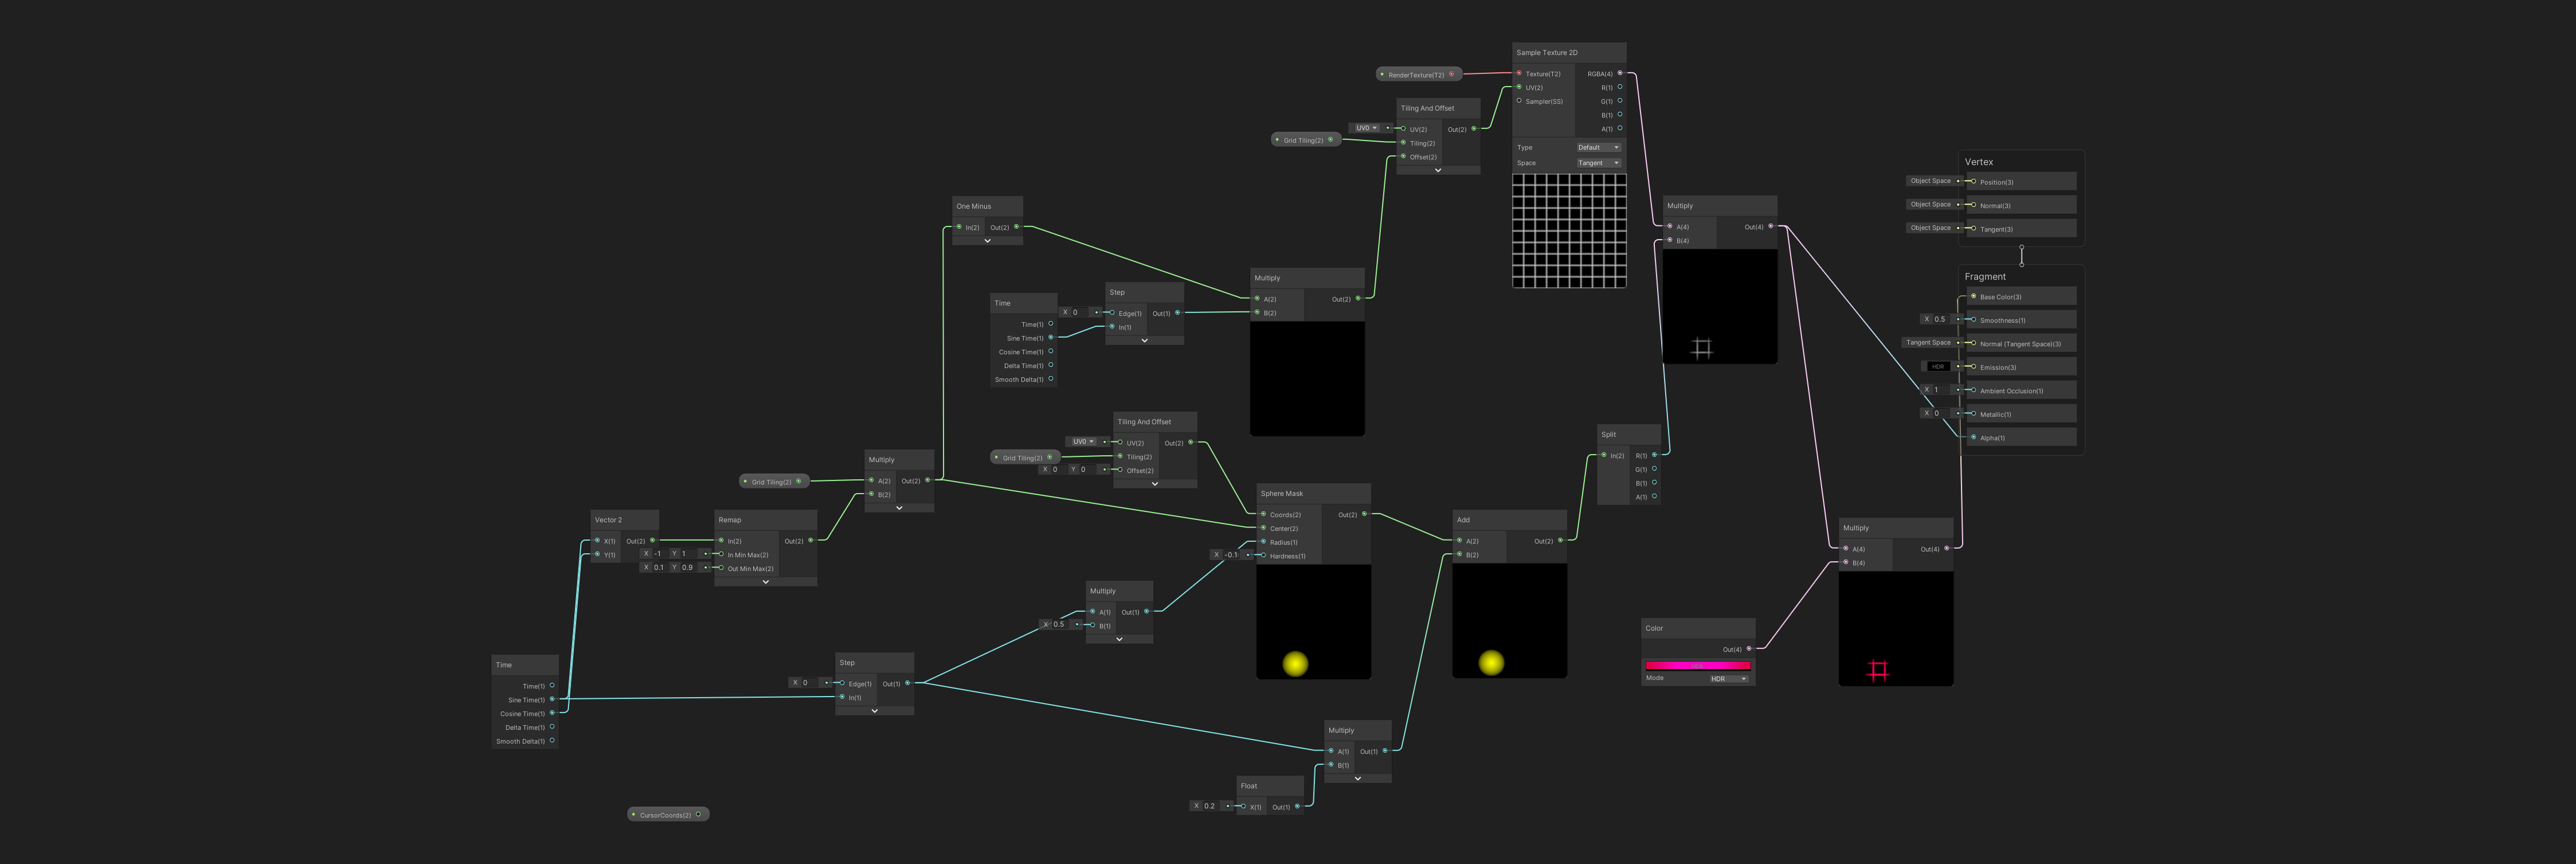 Sample Texture 2D
RenderTexture(T2)
Texture(T2) RGBA(4)
UV(2) R(1)
Sampler(SS) G(1)
B(1)
A(1)
Type Default
Space Tangent
Tiling And Offset
UV0 UV(2) Out(2)
Grid Tiling(2) Tiling(2)
Offset(2)
One Minus
In(2) Out(2)
Multiply
A(4) Out(4)
B(4)
Vertex
Object Space Position(3)
Object Space Normal(3)
Object Space Tangent(3)
Fragment
Base Color(3)
X 0.5 Smoothness(1)
Tangent Space Normal (Tangent Space)(3)
HDR Emission(3)
X 1 Ambient Occlusion(1)
X 0 Metallic(1)
Alpha(1)
Multiply
A(2) Out(2)
B(2)
Time
Time(1)
Sine Time(1)
Cosine Time(1)
Delta Time(1)
Smooth Delta(1)
Step
X 0 Edge(1) Out(1)
In(1)
Tiling And Offset
UV0 UV(2) Out(2)
Grid Tiling(2) Tiling(2)
X 0 Y 0 Offset(2)
Split
In(2) R(1)
G(1)
B(1)
A(1)
Multiply
Grid Tiling(2) A(2) Out(2)
B(2)
Sphere Mask
Coords(2) Out(2)
Center(2)
Radius(1)
X -0.1 Hardness(1)
Vector 2
X(1) Out(2)
Y(1)
Remap
In(2) Out(2)
X -1 Y 1 In Min Max(2)
X 0.1 Y 0.9 Out Min Max(2)
Add
A(2) Out(2)
B(2)
Multiply
A(4) Out(4)
B(4)
Multiply
A(1) Out(1)
X 0.5 B(1)
Color
Out(4)
HDR
Mode HDR
Time
Time(1)
Sine Time(1)
Cosine Time(1)
Delta Time(1)
Smooth Delta(1)
Step
X 0 Edge(1) Out(1)
In(1)
Multiply
A(1) Out(1)
B(1)
Float
X 0.2 X(1) Out(1)
CursorCoords(2)